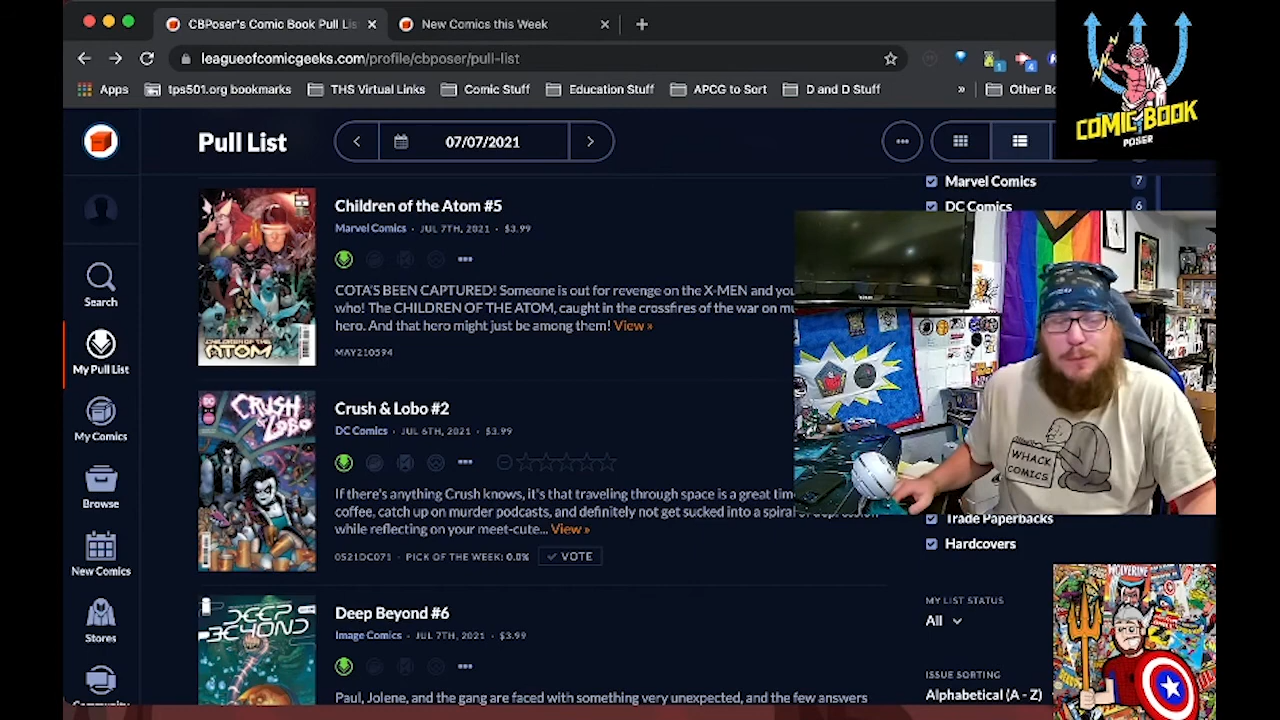 CBPoser's Comic Book Pull Lis
New Comics this Week
leagueofcomicgeeks.com/profile/cbposer/pull-list
Apps
tps501.org bookmarks
THS Virtual Links
Comic Stuff
Education Stuff
APCG to Sort
D and D Stuff
»
Other Bo
COMIC BOOK
POSER
Pull List
07/07/2021
Marvel Comics 7
DC Comics 6
Children of the Atom #5
Marvel Comics · JUL 7TH, 2021 · $3.99
COTA'S BEEN CAPTURED! Someone is out for revenge on the X-MEN and you
who! The CHILDREN OF THE ATOM, caught in the crossfires of the war on mu
hero. And that hero might just be among them! View »
MAY210594
CHILDREN OF THE
ATOM
Search
My Pull List
My Comics
Browse
New Comics
Stores
Community
Crush & Lobo #2
DC Comics · JUL 6TH, 2021 · $3.99
If there's anything Crush knows, it's that traveling through space is a great time
coffee, catch up on murder podcasts, and definitely not get sucked into a spiral of depression
while reflecting on your meet-cute... View »
0521DC071 · PICK OF THE WEEK: 0.0% VOTE
CRUSH
& LOBO
WHACK
COMICS
Trade Paperbacks
Hardcovers
Deep Beyond #6
Image Comics · JUL 7TH, 2021 · $3.99
Paul, Jolene, and the gang are faced with something very unexpected, and the few answers
DEEP
BEYOND
MY LIST STATUS
All
ISSUE SORTING
Alphabetical (A - Z)
WOLVERINE